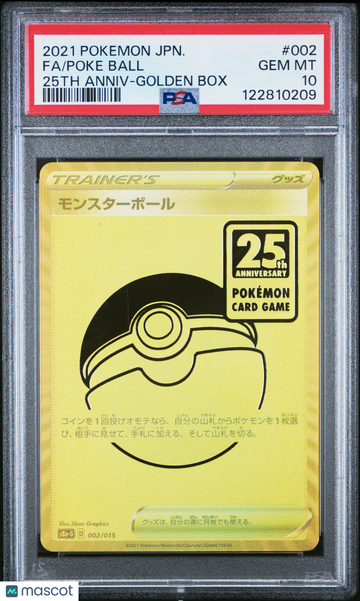 2021 POKEMON JPN. #002
FA/POKE BALL GEM MT
25TH ANNIV-GOLDEN BOX 10
PSA 122810209
TRAINER'S グッズ
モンスターボール
25th
ANNIVERSARY
POKÉMON
CARD GAME
コインを1回投げオモテなら、自分の山札からポケモンを1枚選
び、相手に見せて、手札に加える。そして山札を切る。
Illus.5ban Graphics
グッズは、自分の番に何枚でも使える。
s8a-G D 002/015
©2021 Pokémon/Nintendo/Creatures/GAME FREAK
mascot